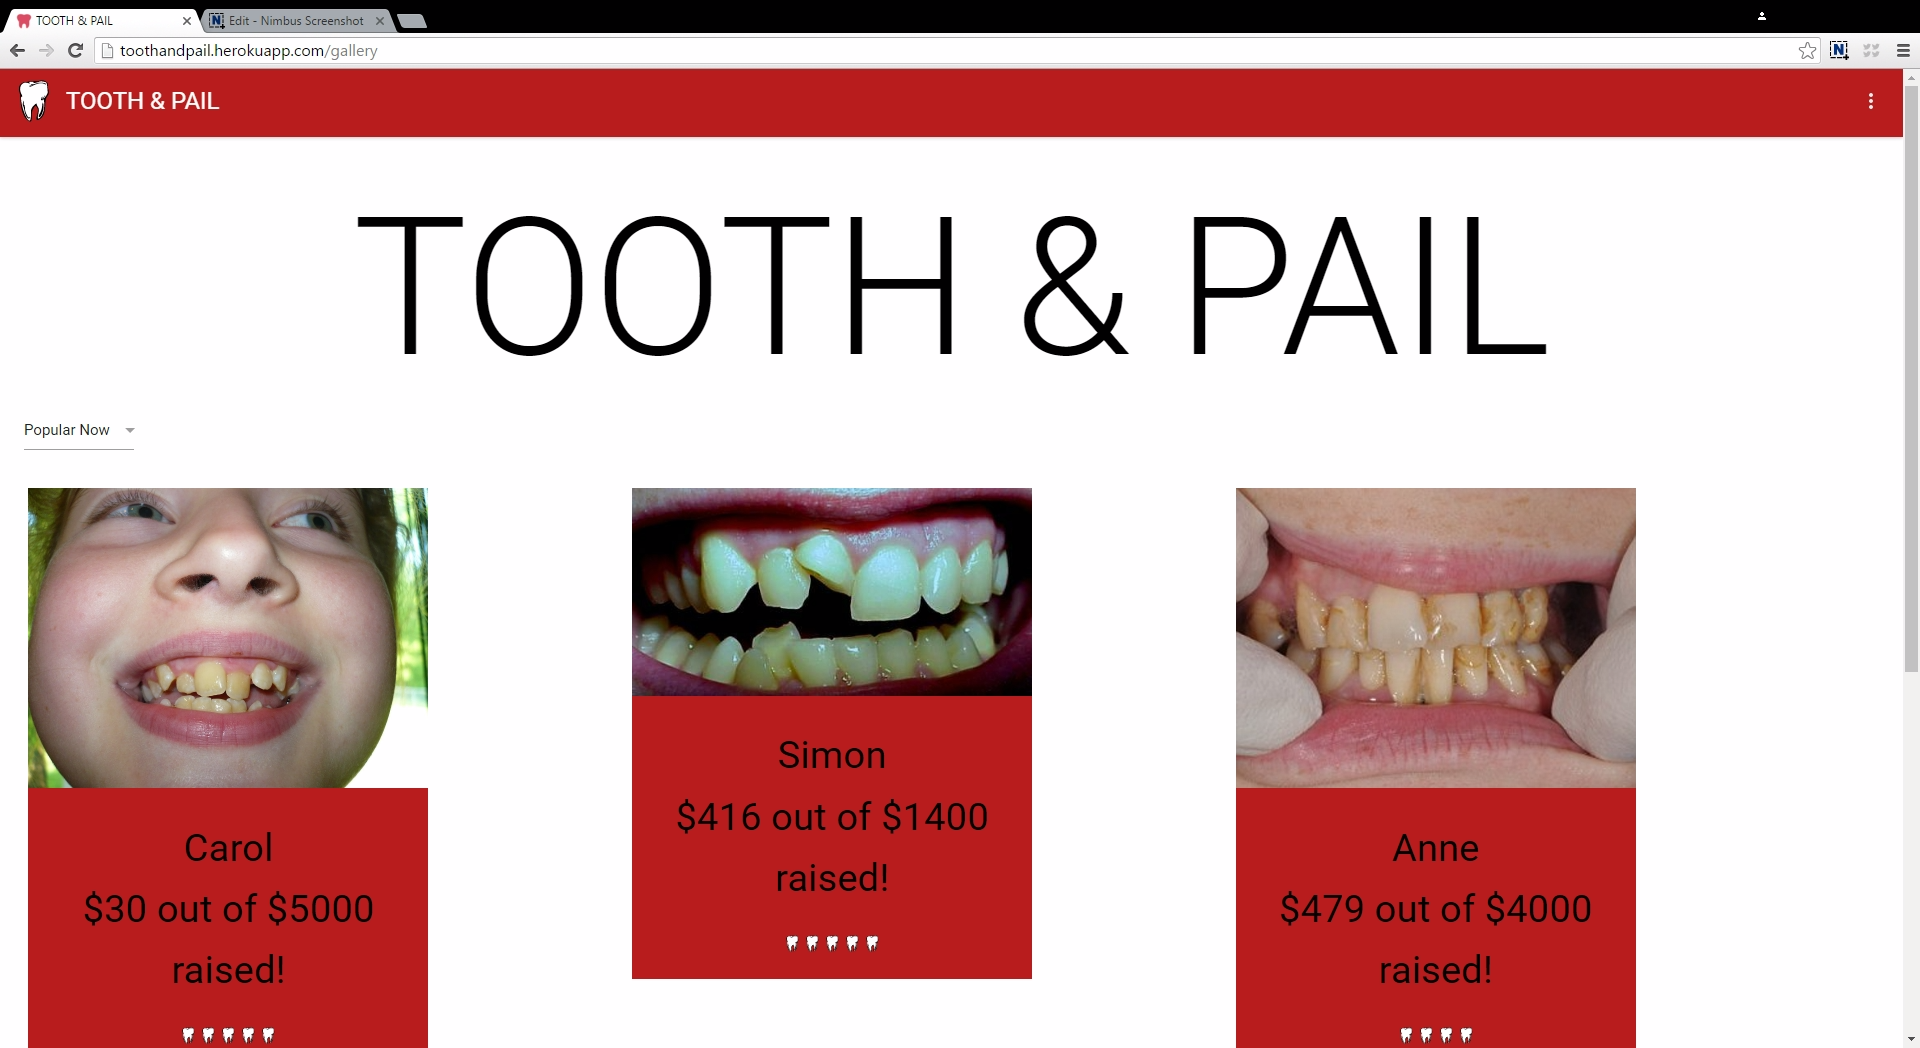 TOOTH & PAIL
Edit - Nimbus Screenshot
toothandpail.herokuapp.com/gallery
TOOTH & PAIL
TOOTH & PAIL
Popular Now
Carol
$30 out of $5000
raised!
Simon
$416 out of $1400
raised!
Anne
$479 out of $4000
raised!